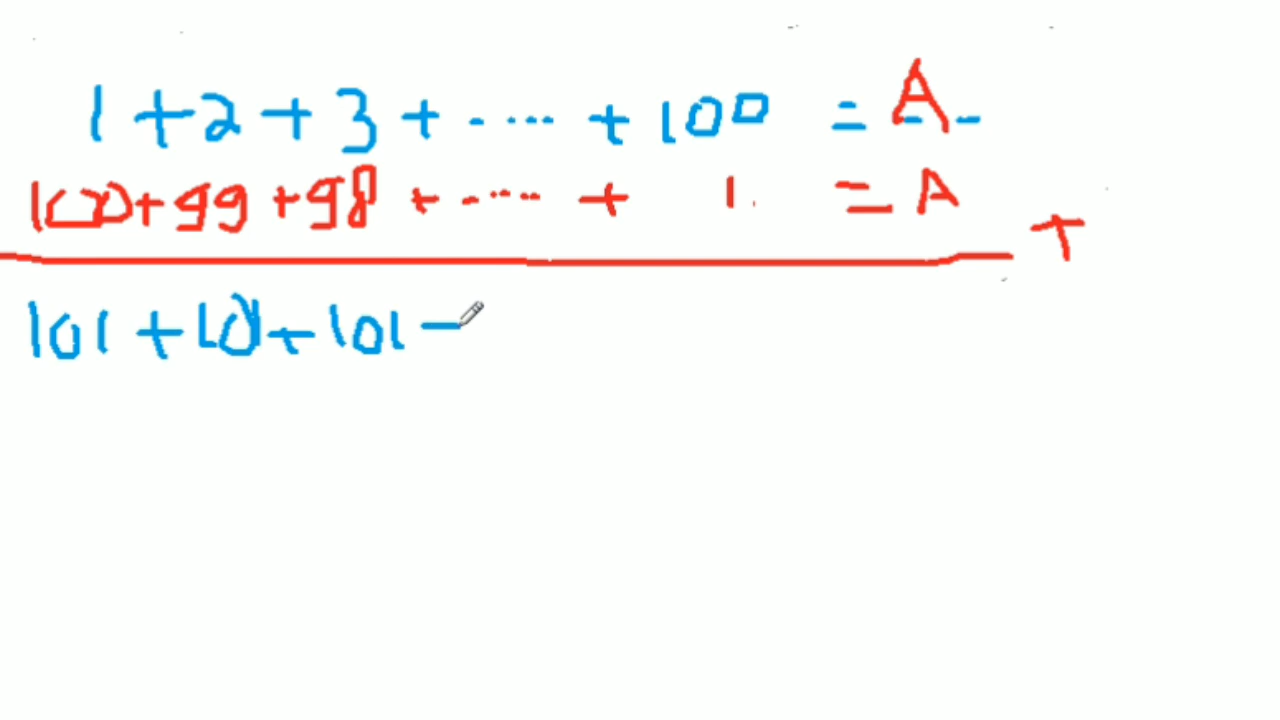 1 + 2 + 3 + ..... + 100 = A
100 + 99 + 98 + ..... + 1 = A
+
101 + 101 + 101 -